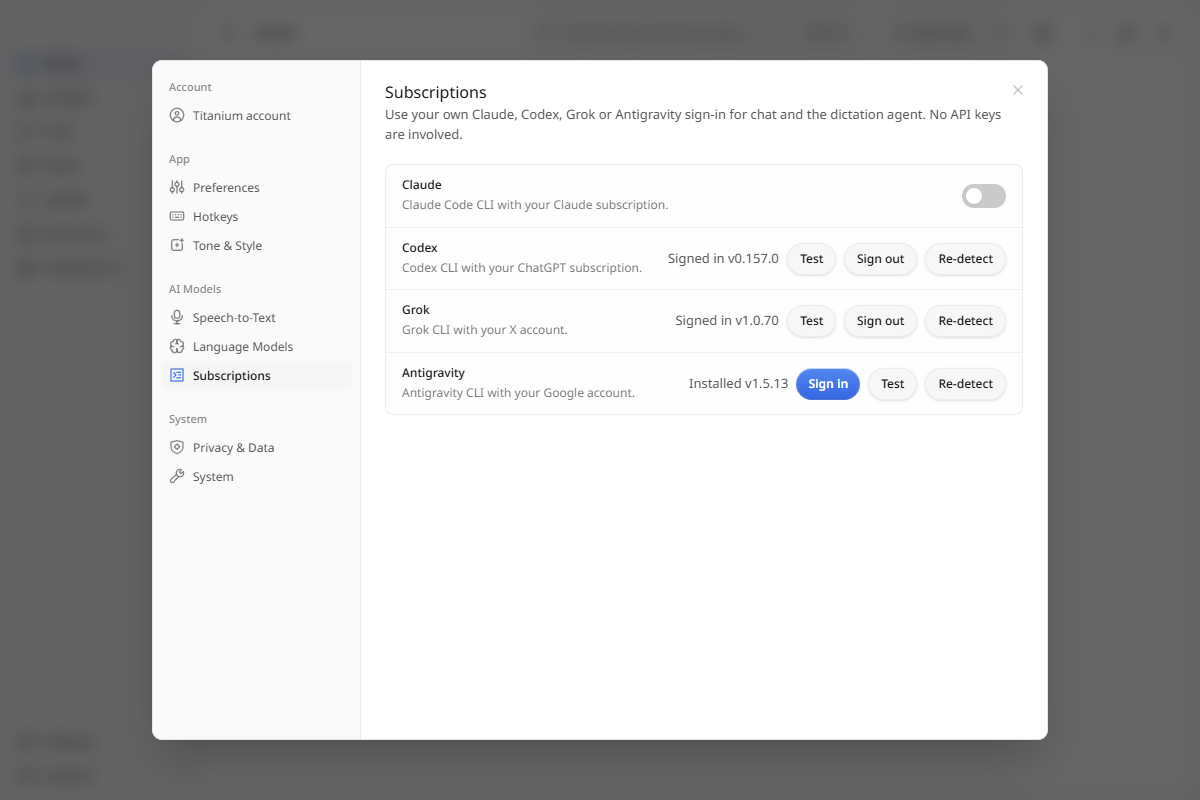 Account
Titanium account
App
Preferences
Hotkeys
Tone & Style
AI Models
Speech-to-Text
Language Models
Subscriptions
System
Privacy & Data
System
Subscriptions
Use your own Claude, Codex, Grok or Antigravity sign-in for chat and the dictation agent. No API keys
are involved.
Claude
Claude Code CLI with your Claude subscription.
Codex
Codex CLI with your ChatGPT subscription.
Signed in v0.157.0 Test Sign out Re-detect
Grok
Grok CLI with your X account.
Signed in v1.0.70 Test Sign out Re-detect
Antigravity
Antigravity CLI with your Google account.
Installed v1.5.13 Sign in Test Re-detect